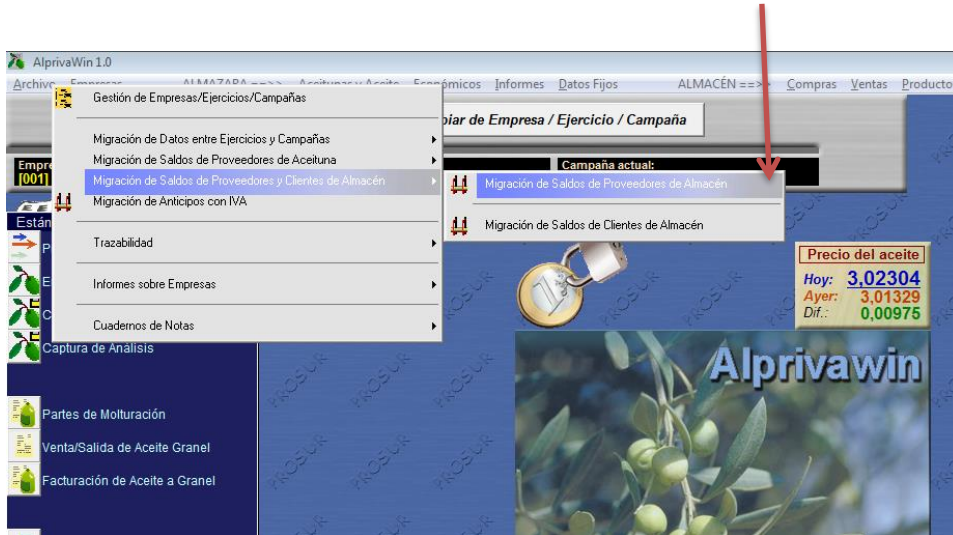 AlprivaWin 1.0
Archivo Empresas ALMAZARA ==>> Aceitunas y Aceite Económicos Informes Datos Fijos ALMACÉN ==>> Compras Ventas Producto
Gestión de Empresas/Ejercicios/Campañas
biar de Empresa / Ejercicio / Campaña
Migración de Datos entre Ejercicios y Campañas
Migración de Saldos de Proveedores de Aceituna
Migración de Saldos de Proveedores y Clientes de Almacén
Migración de Anticipos con IVA
Trazabilidad
Informes sobre Empresas
Cuadernos de Notas
Migración de Saldos de Proveedores de Almacén
Migración de Saldos de Clientes de Almacén
Empre
[001]
Campaña actual:
Están
P
E
C
Captura de Análisis
Partes de Molturación
Venta/Salida de Aceite Granel
Facturación de Aceite a Granel
Precio del aceite
Hoy: 3,02304
Ayer: 3,01329
Dif.: 0,00975
Alprivawin
PROSUR